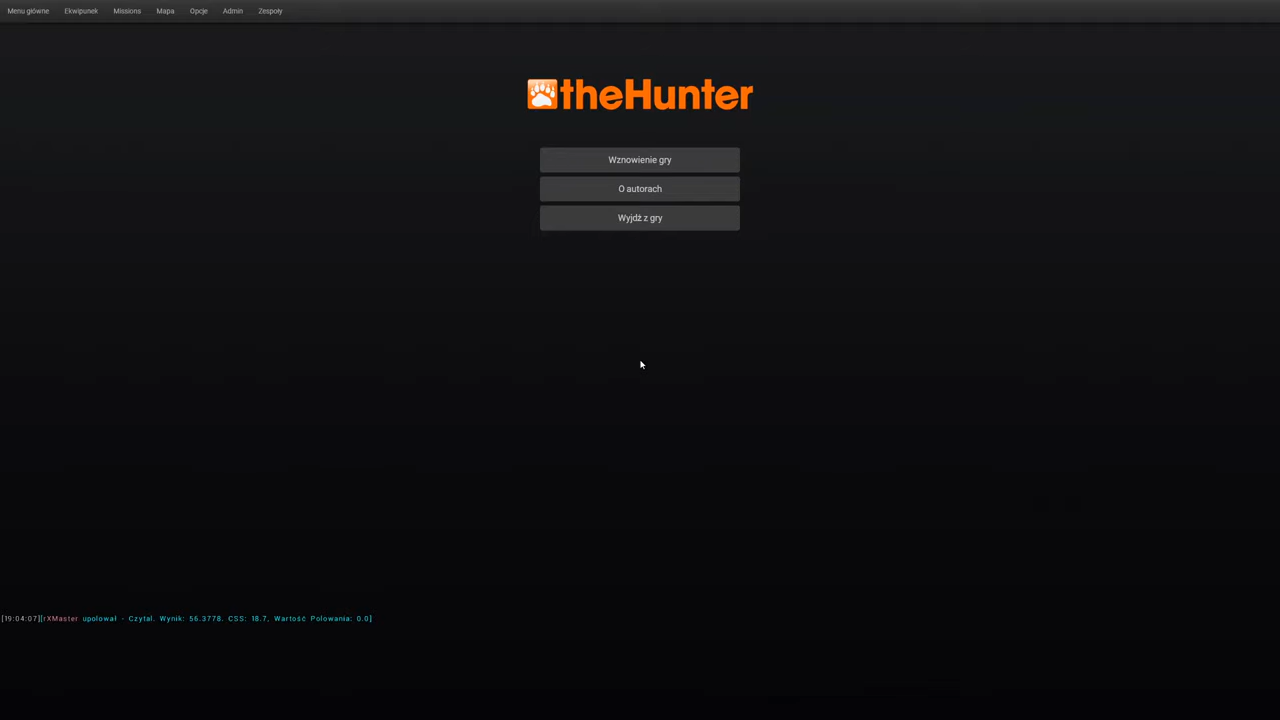 Menu główne Ekwipunek Missions Mapa Opcje Admin Zespoły
theHunter
Wznowienie gry
O autorach
Wyjdż z gry
[19:04:07][rXMaster upolował - Czytal. Wynik: 56.3778. CSS: 18.7, Wartość Polowania: 0.0]